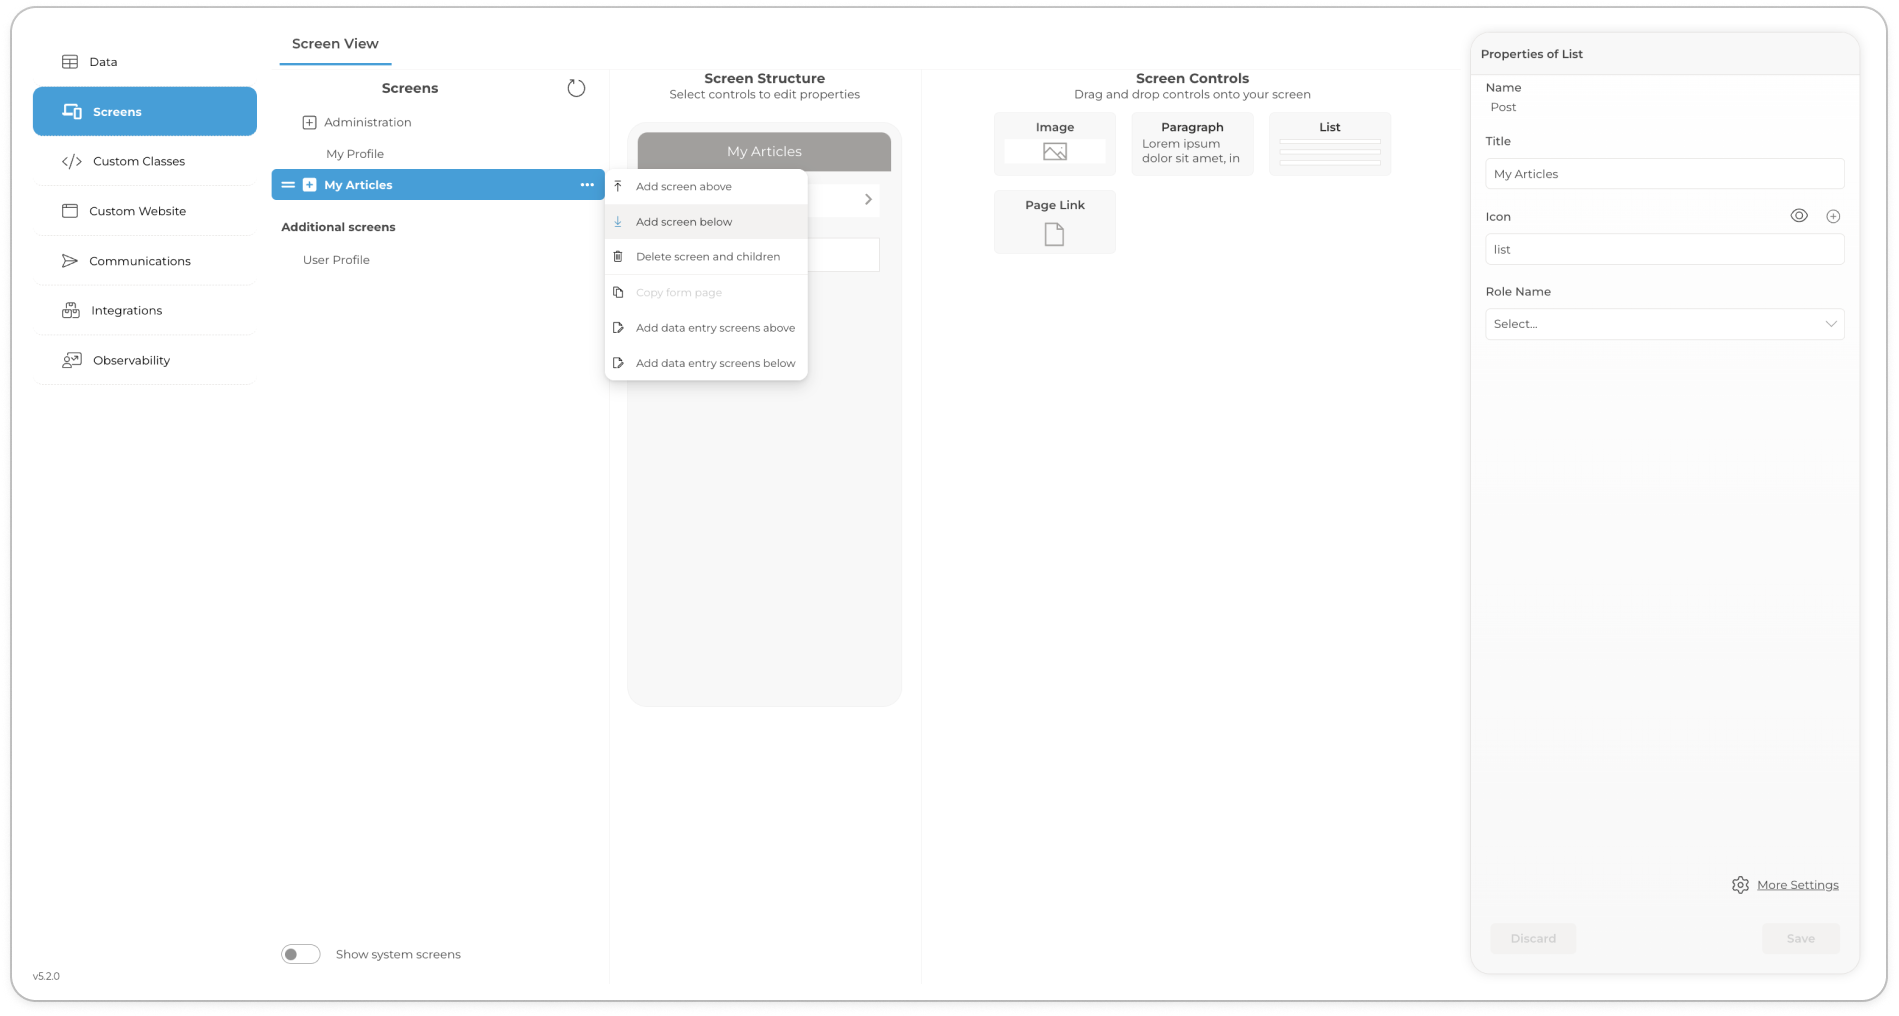 Data
Screens
Custom Classes
Custom Website
Communications
Integrations
Observability
v5.2.0
Screen View
Screens
Administration
My Profile
My Articles
Additional screens
User Profile
Show system screens
Screen Structure
Select controls to edit properties
My Articles
Add screen above
Add screen below
Delete screen and children
Copy form page
Add data entry screens above
Add data entry screens below
Screen Controls
Drag and drop controls onto your screen
Image
Paragraph
Lorem ipsum
dolor sit amet, in
List
Page Link
Properties of List
Name
Post
Title
My Articles
Icon
list
Role Name
Select...
More Settings
Discard
Save